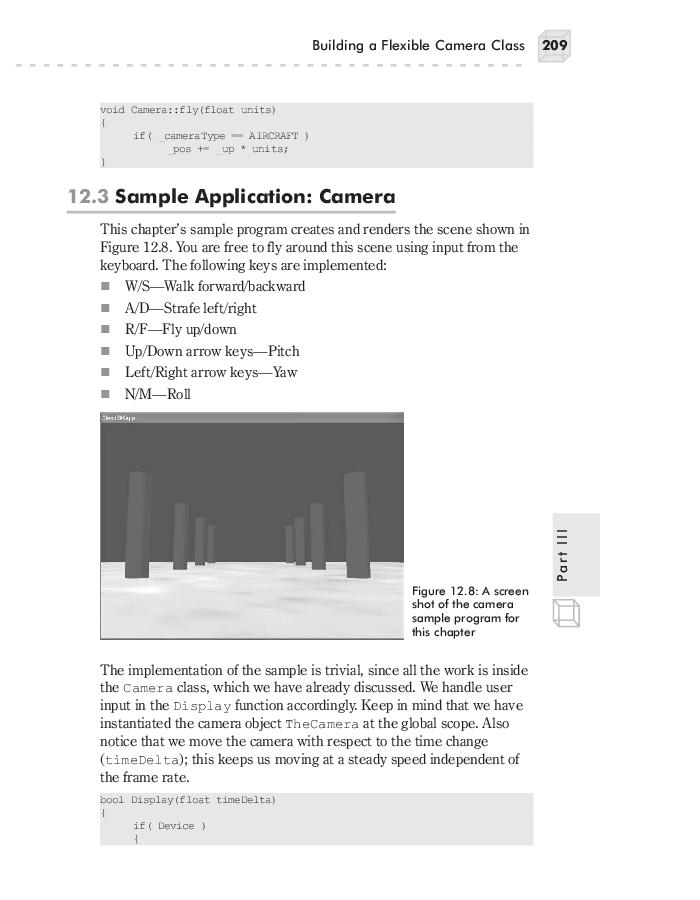 Building a Flexible Camera Class 209
void Camera::fly(float units)
{
if( _cameraType == AIRCRAFT )
_pos += _up * units;
}
12.3 Sample Application: Camera
This chapter's sample program creates and renders the scene shown in
Figure 12.8. You are free to fly around this scene using input from the
keyboard. The following keys are implemented:
■ W/S—Walk forward/backward
■ A/D—Strafe left/right
■ R/F—Fly up/down
■ Up/Down arrow keys—Pitch
■ Left/Right arrow keys—Yaw
■ N/M—Roll
Direct3DApp
Figure 12.8: A screen
shot of the camera
sample program for
this chapter
Part III
The implementation of the sample is trivial, since all the work is inside
the Camera class, which we have already discussed. We handle user
input in the Display function accordingly. Keep in mind that we have
instantiated the camera object TheCamera at the global scope. Also
notice that we move the camera with respect to the time change
(timeDelta); this keeps us moving at a steady speed independent of
the frame rate.
bool Display(float timeDelta)
{
if( Device )
{